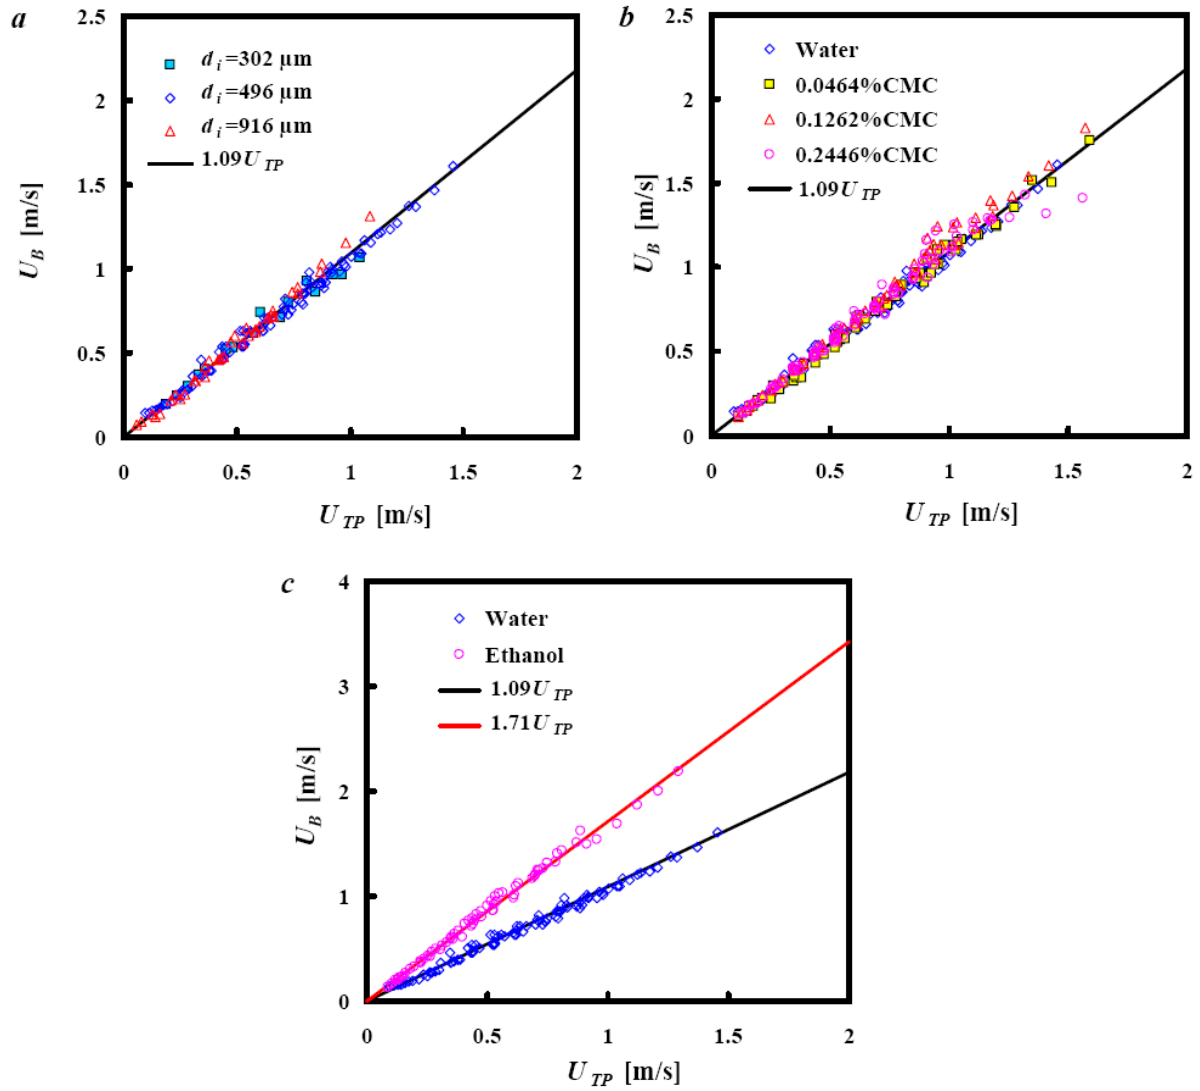 a
2.5
2
1.5
1
0.5
0
0
0.5
1
1.5
2
U_B [m/s]
U_TP [m/s]
d_i=302 µm
d_i=496 µm
d_i=916 µm
1.09U_TP
b
2.5
2
1.5
1
0.5
0
0
0.5
1
1.5
2
U_B [m/s]
U_TP [m/s]
Water
0.0464%CMC
0.1262%CMC
0.2446%CMC
1.09U_TP
c
4
3
2
1
0
0
0.5
1
1.5
2
U_B [m/s]
U_TP [m/s]
Water
Ethanol
1.09U_TP
1.71U_TP